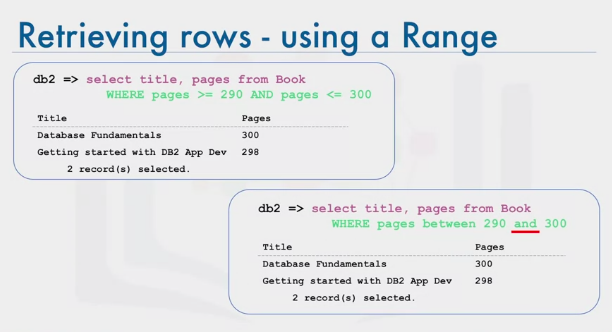 Retrieving rows - using a Range
db2 => select title, pages from Book
WHERE pages >= 290 AND pages <= 300
Title Pages
Database Fundamentals 300
Getting started with DB2 App Dev 298
2 record(s) selected.
db2 => select title, pages from Book
WHERE pages between 290 and 300
Title Pages
Database Fundamentals 300
Getting started with DB2 App Dev 298
2 record(s) selected.